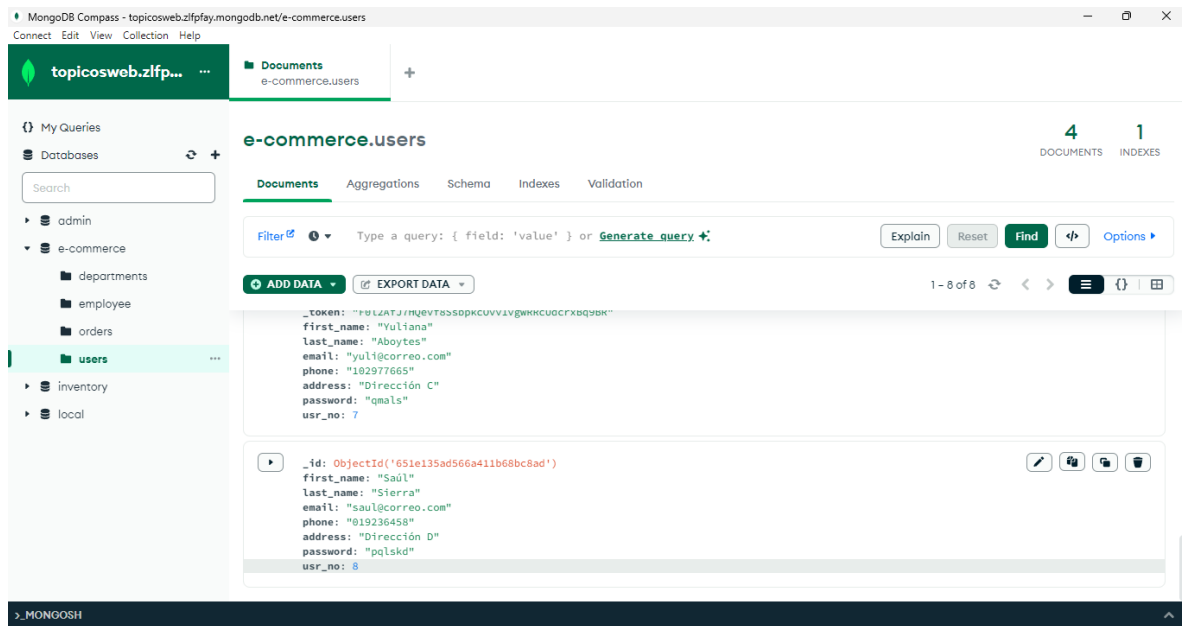 MongoDB Compass - topicosweb.zlfpfay.mongodb.net/e-commerce.users
Connect Edit View Collection Help
topicosweb.zlfp... ...
Documents
e-commerce.users
+
{} My Queries
Databases
Search
admin
e-commerce
departments
employee
orders
users ...
inventory
local
e-commerce.users
4
DOCUMENTS
1
INDEXES
Documents Aggregations Schema Indexes Validation
Filter Type a query: { field: 'value' } or Generate query Explain Reset Find </> Options
ADD DATA EXPORT DATA 1 – 8 of 8 {}
_token:
first_name: "Yuliana"
last_name: "Aboytes"
email: "yuli@correo.com"
phone: "102977665"
address: "Dirección C"
password: "qmals"
usr_no: 7
_id: ObjectId('651e135ad566a411b68bc8ad')
first_name: "Saúl"
last_name: "Sierra"
email: "saul@correo.com"
phone: "019236458"
address: "Dirección D"
password: "pqlskd"
usr_no: 8
>_MONGOSH